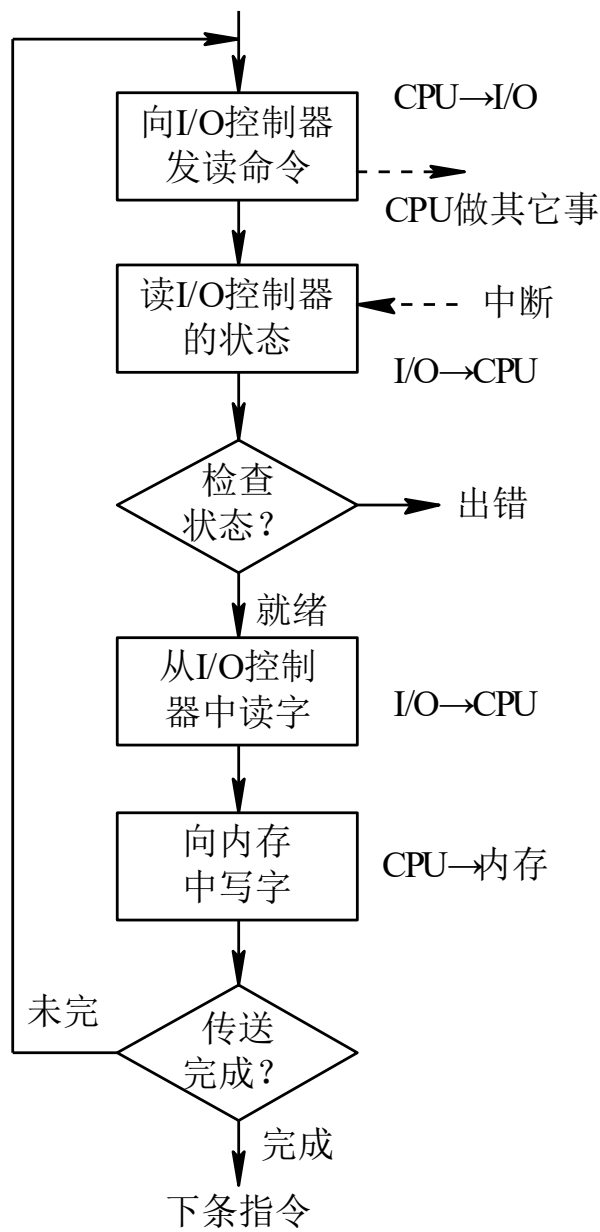 CPU→I/O
向I/O控制器
发读命令
CPU做其它事
读I/O控制器
的状态
中断
I/O→CPU
检查
状态？
出错
就绪
从I/O控制
器中读字
I/O→CPU
向内存
中写字
CPU→内存
未完
传送
完成？
完成
下条指令